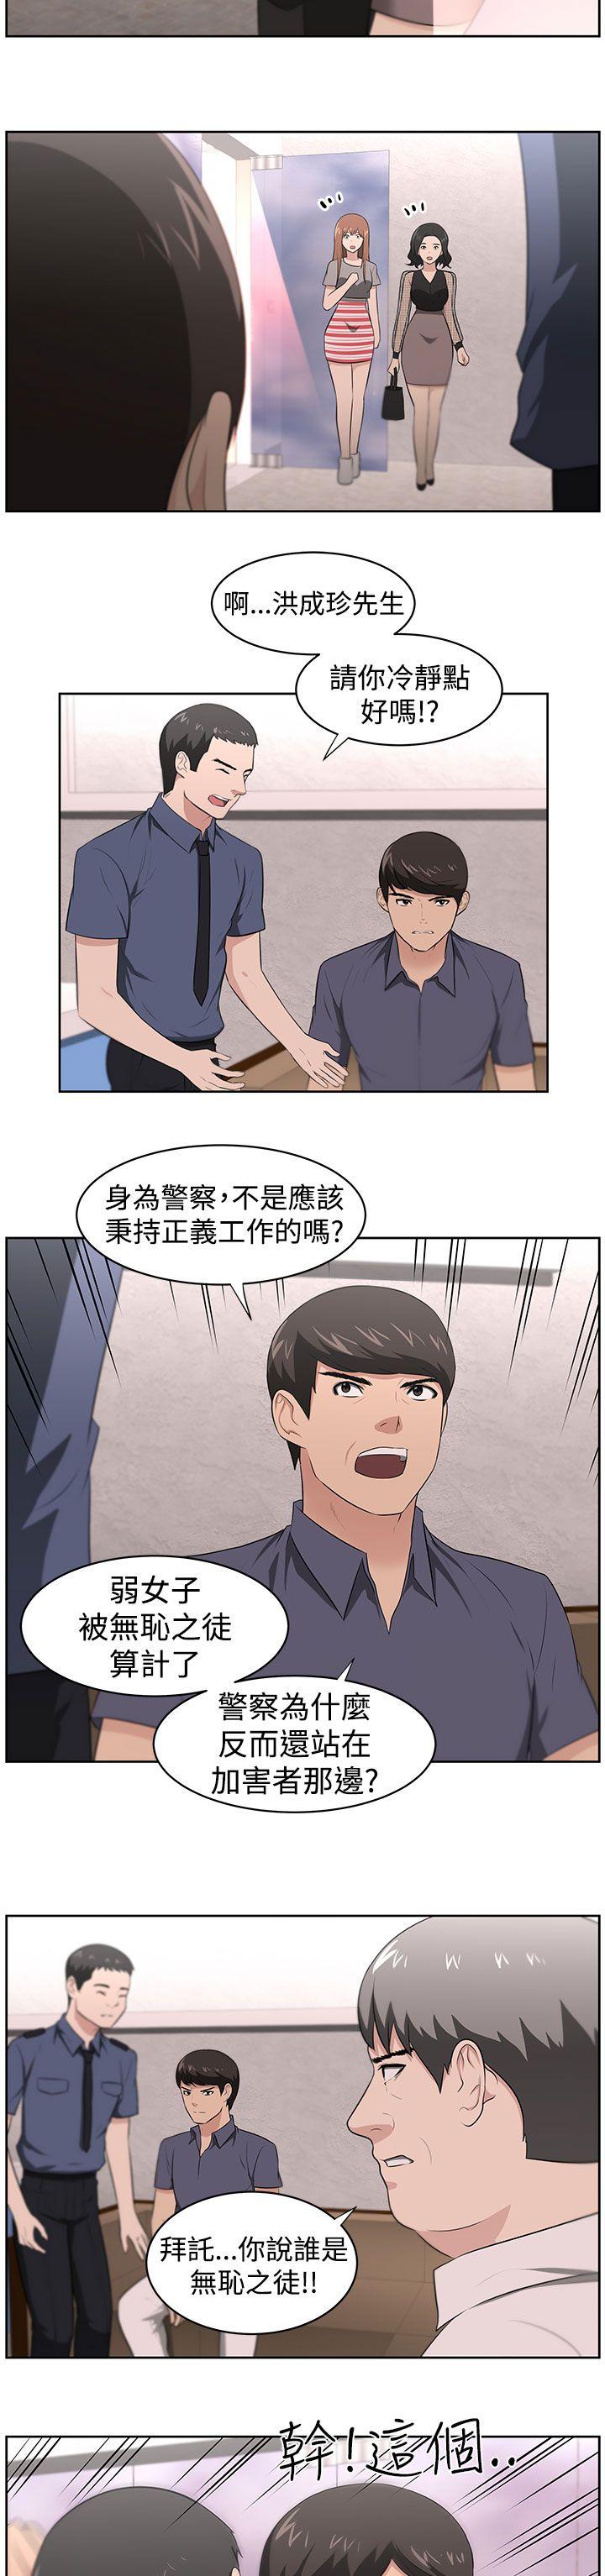 啊…洪成珍先生
請你冷靜點
好嗎!?
身為警察，不是應該
秉持正義工作的嗎?
弱女子
被無恥之徒
算計了
警察為什麼
反而還站在
加害者那邊?
拜託…你說誰是
無恥之徒!!
幹!這個..